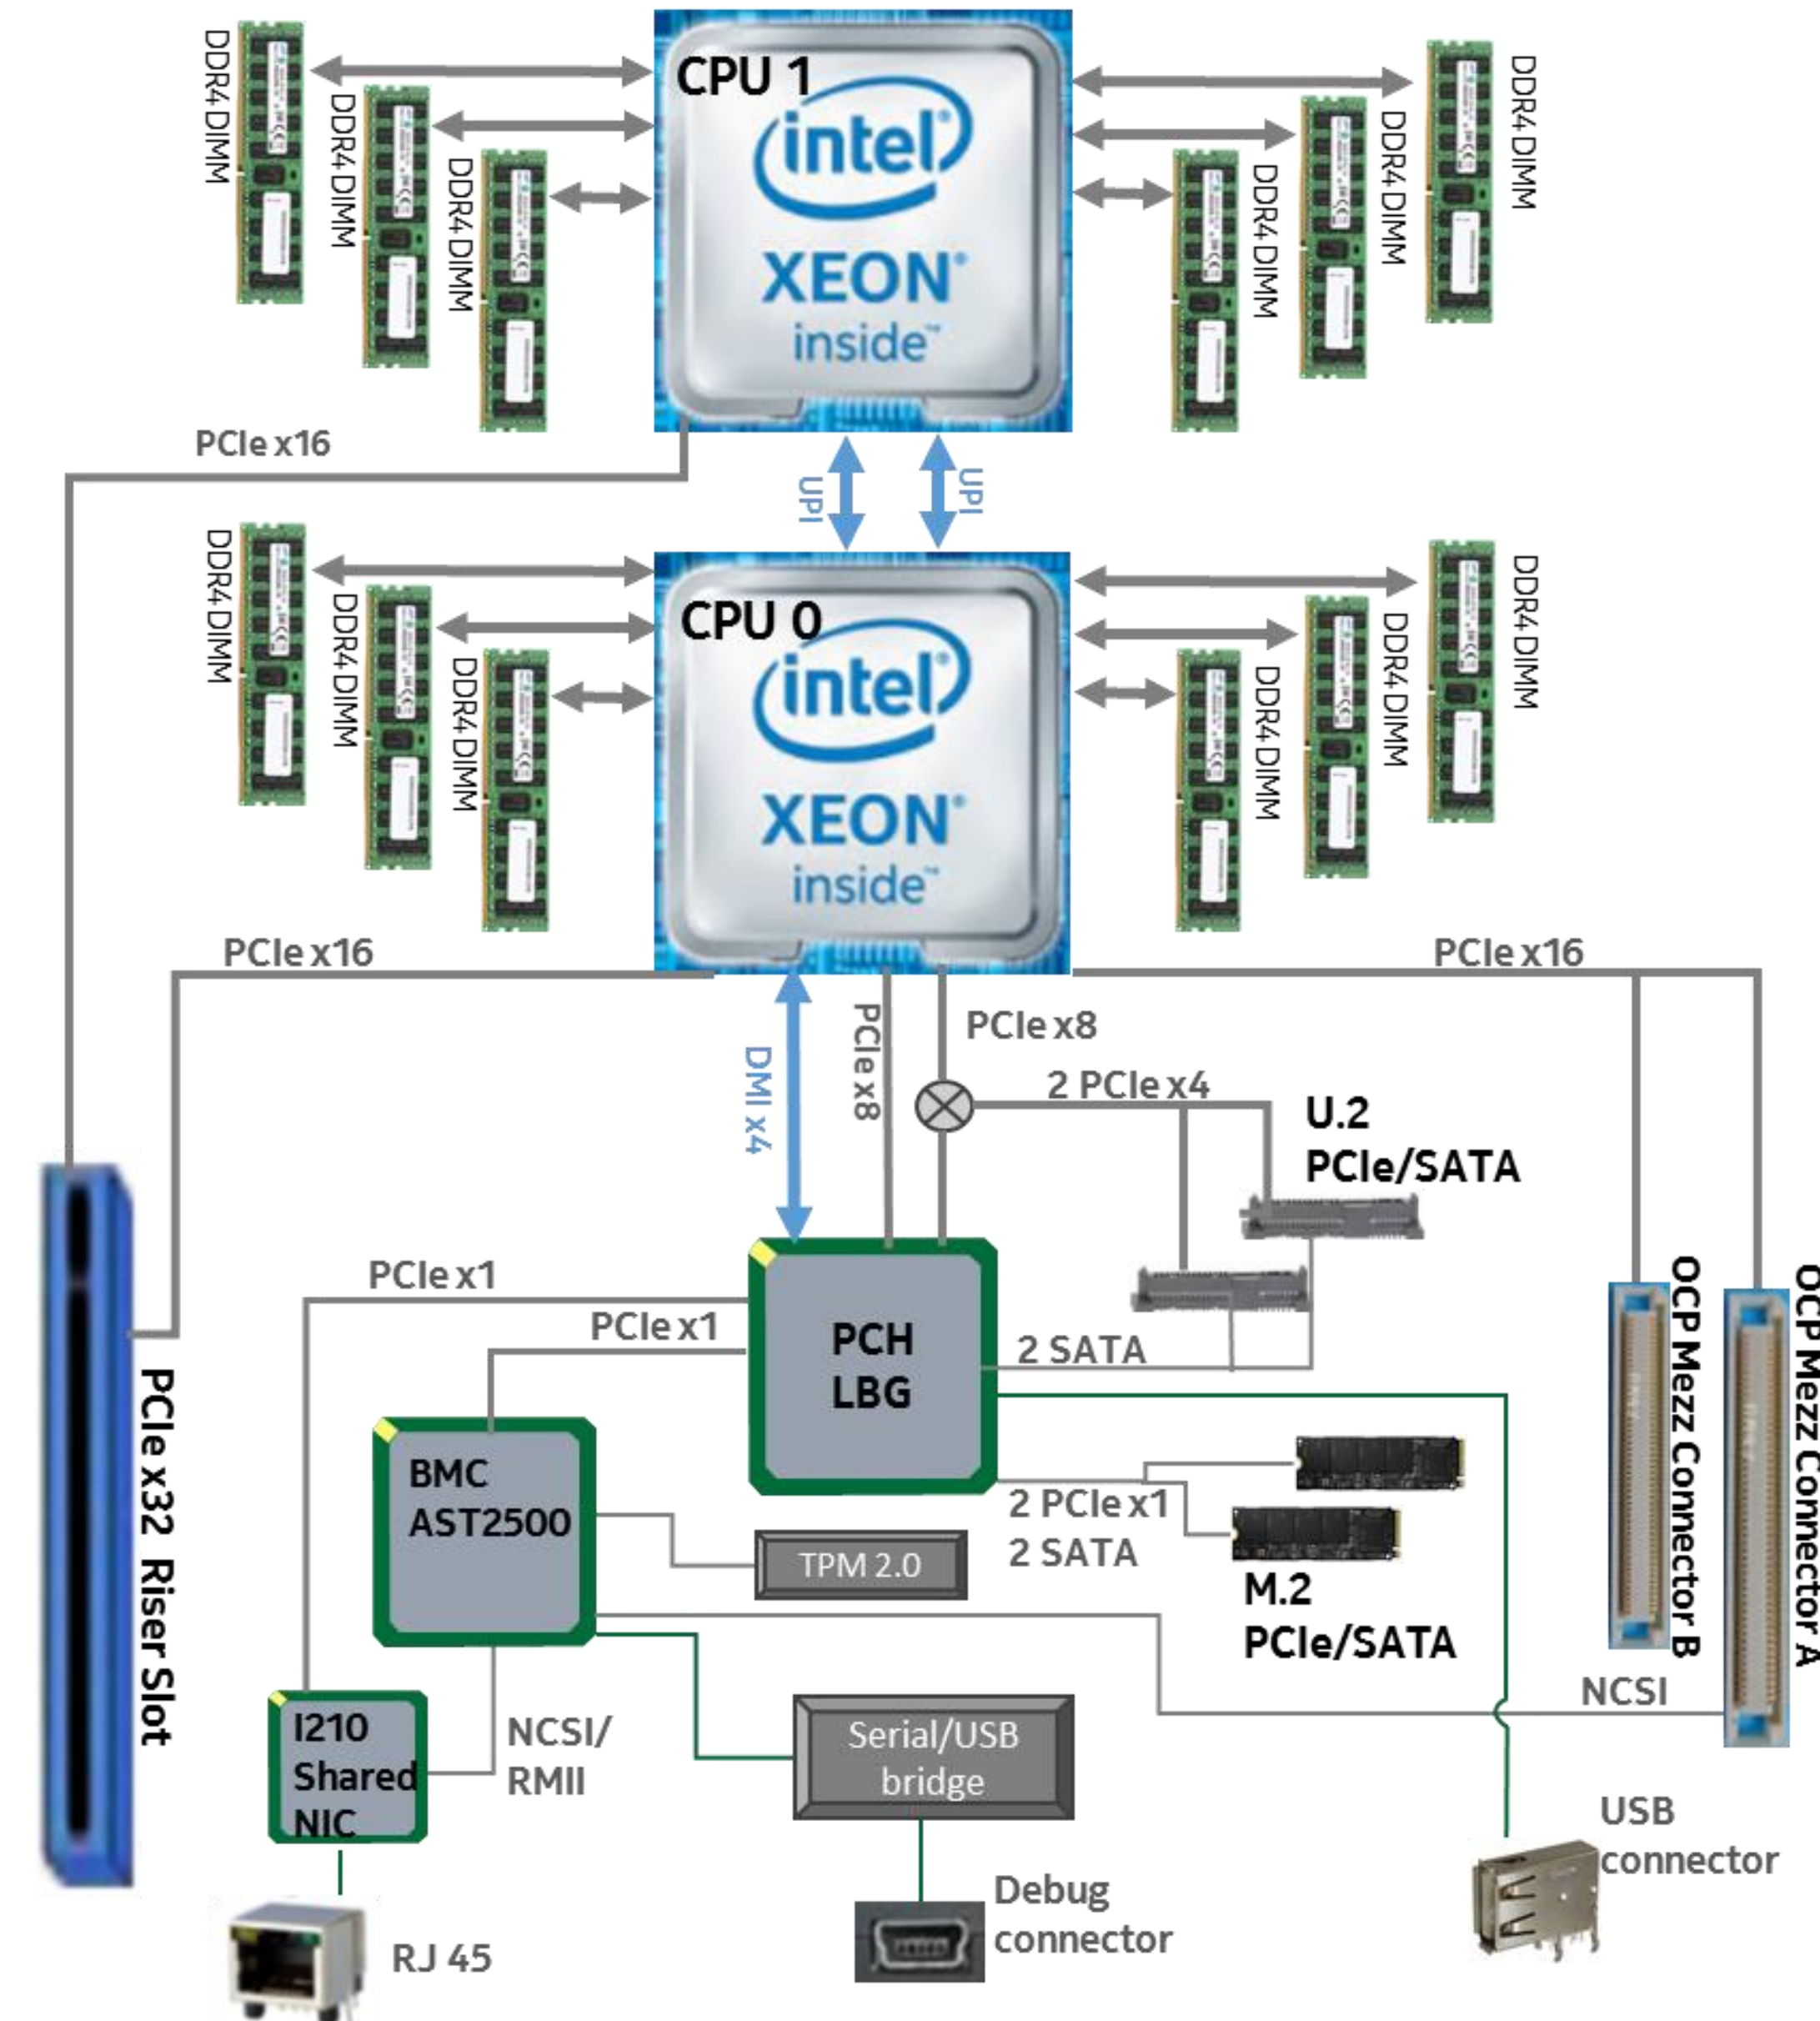 CPU 1
intel
XEON®
inside™
DDR4 DIMM
DDR4 DIMM
DDR4 DIMM
DDR4 DIMM
DDR4 DIMM
DDR4 DIMM
PCIe x16
UPI
UPI
CPU 0
intel
XEON®
inside™
DDR4 DIMM
DDR4 DIMM
DDR4 DIMM
DDR4 DIMM
DDR4 DIMM
DDR4 DIMM
PCIe x16
PCIe x16
DMI x4
PCIe x8
PCIe x8
2 PCIe x4
U.2
PCIe/SATA
PCIe x1
PCIe x1
PCH
LBG
2 SATA
OCP Mezz Connector B
OCP Mezz Connector A
PCIe x32 Riser Slot
BMC
AST2500
TPM 2.0
2 PCIe x1
2 SATA
M.2
PCIe/SATA
NCSI
I210
Shared
NIC
NCSI/
RMII
Serial/USB
bridge
USB
connector
Debug
connector
RJ 45